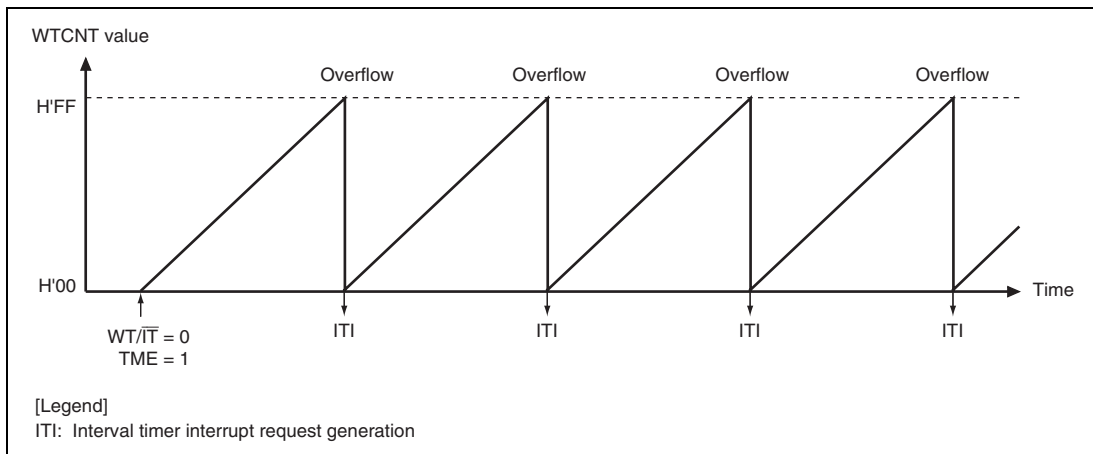 WTCNT value
Overflow Overflow Overflow Overflow
H'FF
H'00
Time
WT/I̅T̅ = 0
TME = 1
ITI ITI ITI ITI
[Legend]
ITI: Interval timer interrupt request generation